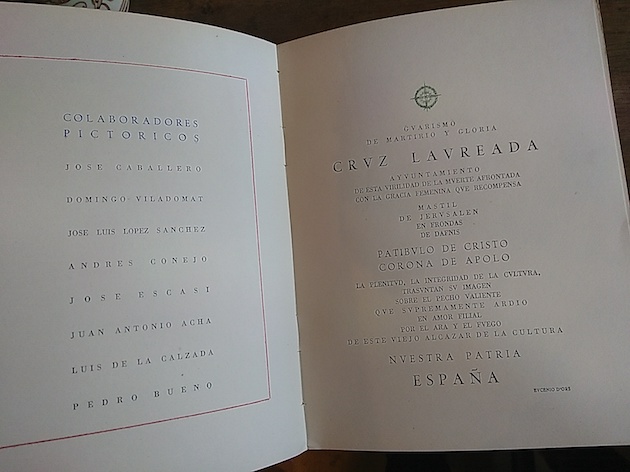 COLABORADORES
PICTORICOS
JOSE CABALLERO
DOMINGO VILADOMAT
JOSE LUIS LOPEZ SANCHEZ
ANDRES CONEJO
JOSE ESCASI
JUAN ANTONIO ACHA
LUIS DE LA CALZADA
PEDRO BUENO
GVARISMO
DE MARTIRIO Y GLORIA
CRVZ LAVREADA
AYVNTAMIENTO
DE ESTA VIRILIDAD DE LA MVERTE AFRONTADA
CON LA GRACIA FEMENINA QVE RECOMPENSA
MASTIL
DE JERVSALEN
EN FRONDAS
DE DAFNIS
PATIBVLO DE CRISTO
CORONA DE APOLO
LA PLENITVD, LA INTEGRIDAD DE LA CVLTVRA,
TRASVNTAN SV IMAGEN
SOBRE EL PECHO VALIENTE
QVE SVPREMAMENTE ARDIO
EN AMOR FILIAL
POR EL ARA Y EL FVEGO
DE ESTE VIEJO ALCAZAR DE LA CULTURA
NVESTRA PATRIA
ESPAÑA
EVGENIO D'ORS